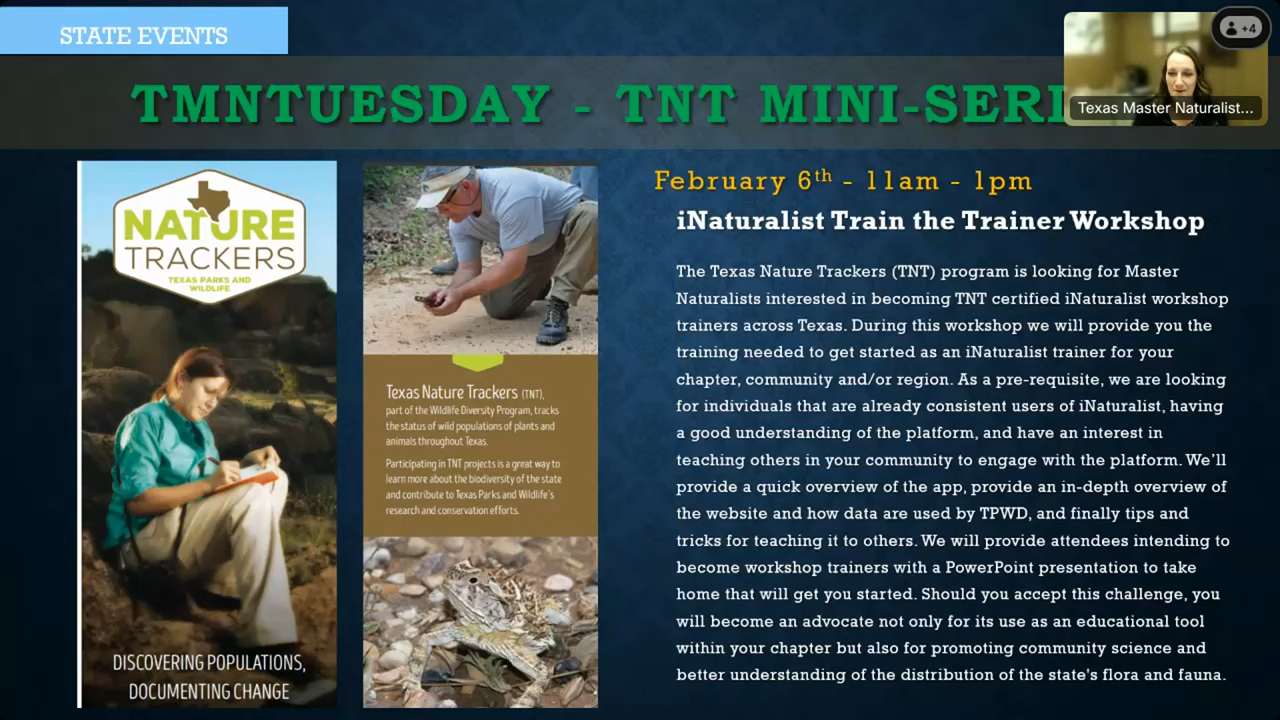 STATE EVENTS
TMNTUESDAY - TNT MINI-SERI
+4
Texas Master Naturalist...
NATURE
TRACKERS
TEXAS PARKS AND
WILDLIFE
DISCOVERING POPULATIONS,
DOCUMENTING CHANGE
Texas Nature Trackers (TNT),
part of the Wildlife Diversity Program, tracks
the status of wild populations of plants and
animals throughout Texas.
Participating in TNT projects is a great way to
learn more about the biodiversity of the state
and contribute to Texas Parks and Wildlife's
research and conservation efforts.
February 6th - 11am - 1pm
iNaturalist Train the Trainer Workshop
The Texas Nature Trackers (TNT) program is looking for Master
Naturalists interested in becoming TNT certified iNaturalist workshop
trainers across Texas. During this workshop we will provide you the
training needed to get started as an iNaturalist trainer for your
chapter, community and/or region. As a pre-requisite, we are looking
for individuals that are already consistent users of iNaturalist, having
a good understanding of the platform, and have an interest in
teaching others in your community to engage with the platform. We'll
provide a quick overview of the app, provide an in-depth overview of
the website and how data are used by TPWD, and finally tips and
tricks for teaching it to others. We will provide attendees intending to
become workshop trainers with a PowerPoint presentation to take
home that will get you started. Should you accept this challenge, you
will become an advocate not only for its use as an educational tool
within your chapter but also for promoting community science and
better understanding of the distribution of the state's flora and fauna.